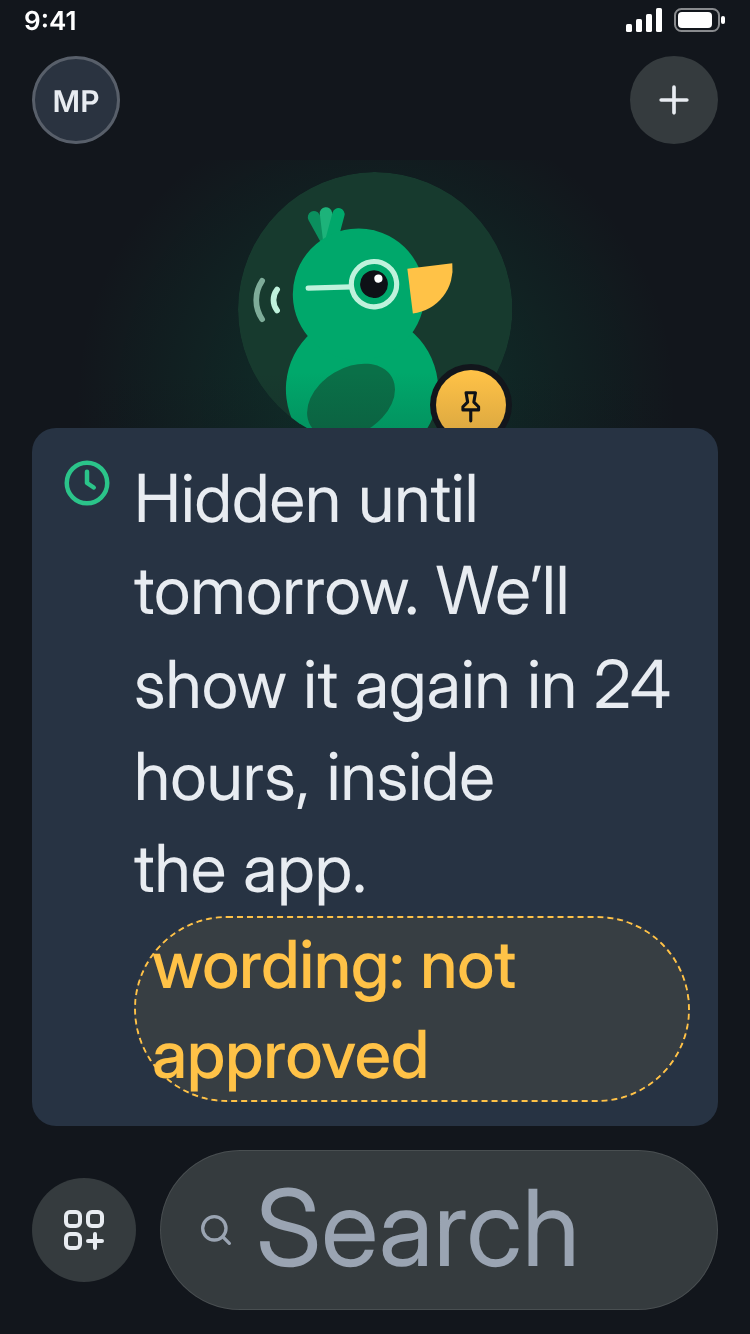 9:41
MP
Hidden until
tomorrow. We’ll
show it again in 24
hours, inside
the app.
wording: not
approved
Search